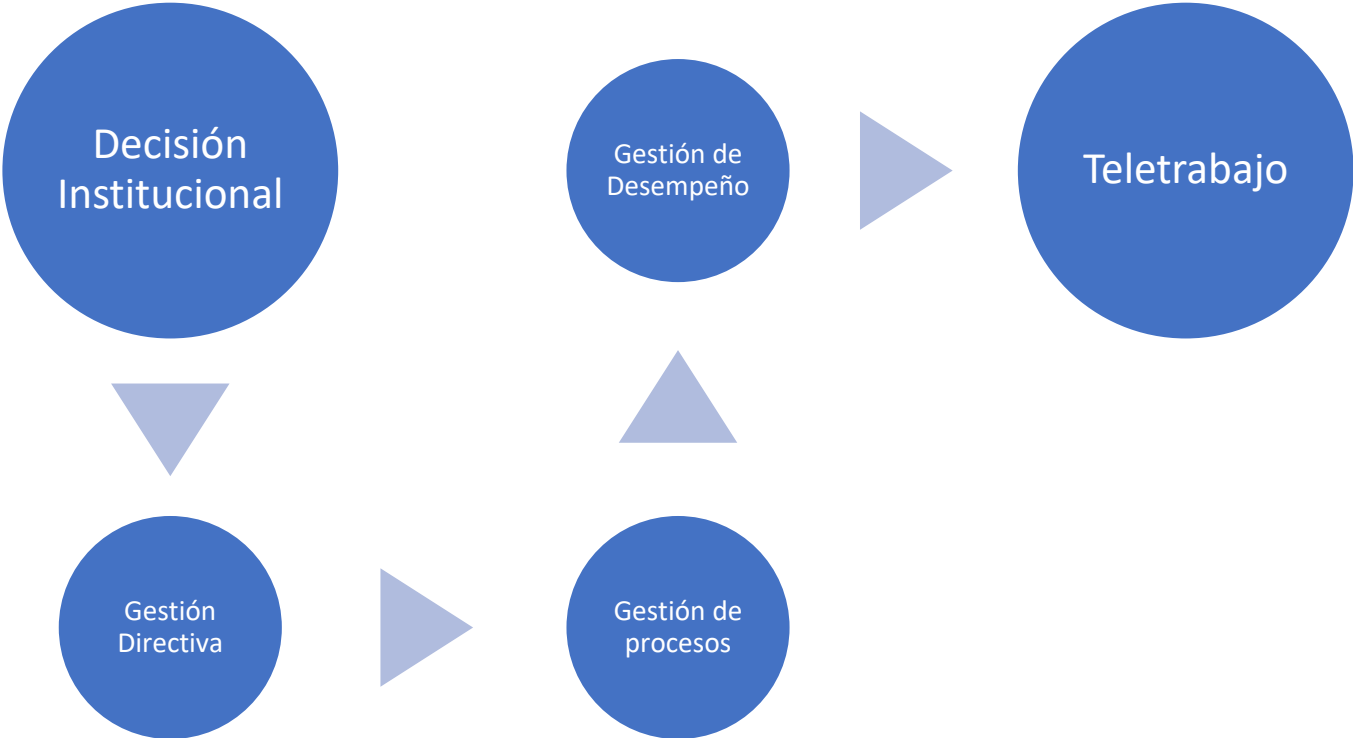 Decisión
Institucional
Gestión
Directiva
Gestión de
procesos
Gestión de
Desempeño
Teletrabajo